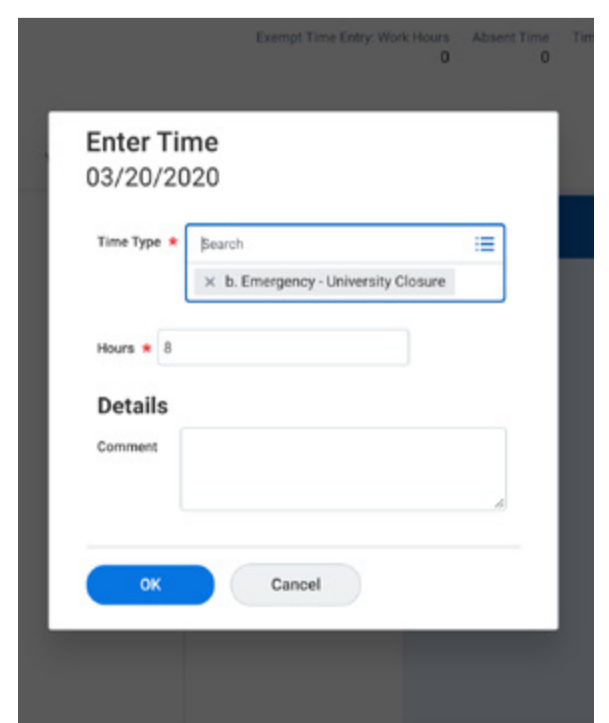 Exempt Time Entry: Work Hours Absent Time Tim
0 0
Enter Time
03/20/2020
Time Type * Search
× b. Emergency - University Closure
Hours * 8
Details
Comment
OK Cancel